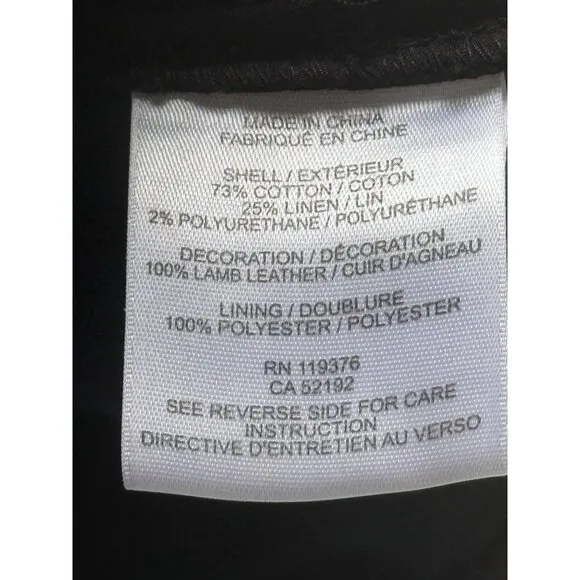 MADE IN CHINA
FABRIQUÉ EN CHINE
SHELL / EXTÉRIEUR
73% COTTON / COTON
25% LINEN / LIN
2% POLYURETHANE / POLYURÉTHANE
DECORATION / DÉCORATION
100% LAMB LEATHER / CUIR D'AGNEAU
LINING / DOUBLURE
100% POLYESTER / POLYESTER
RN 119376
CA 52192
SEE REVERSE SIDE FOR CARE
INSTRUCTION
DIRECTIVE D'ENTRETIEN AU VERSO